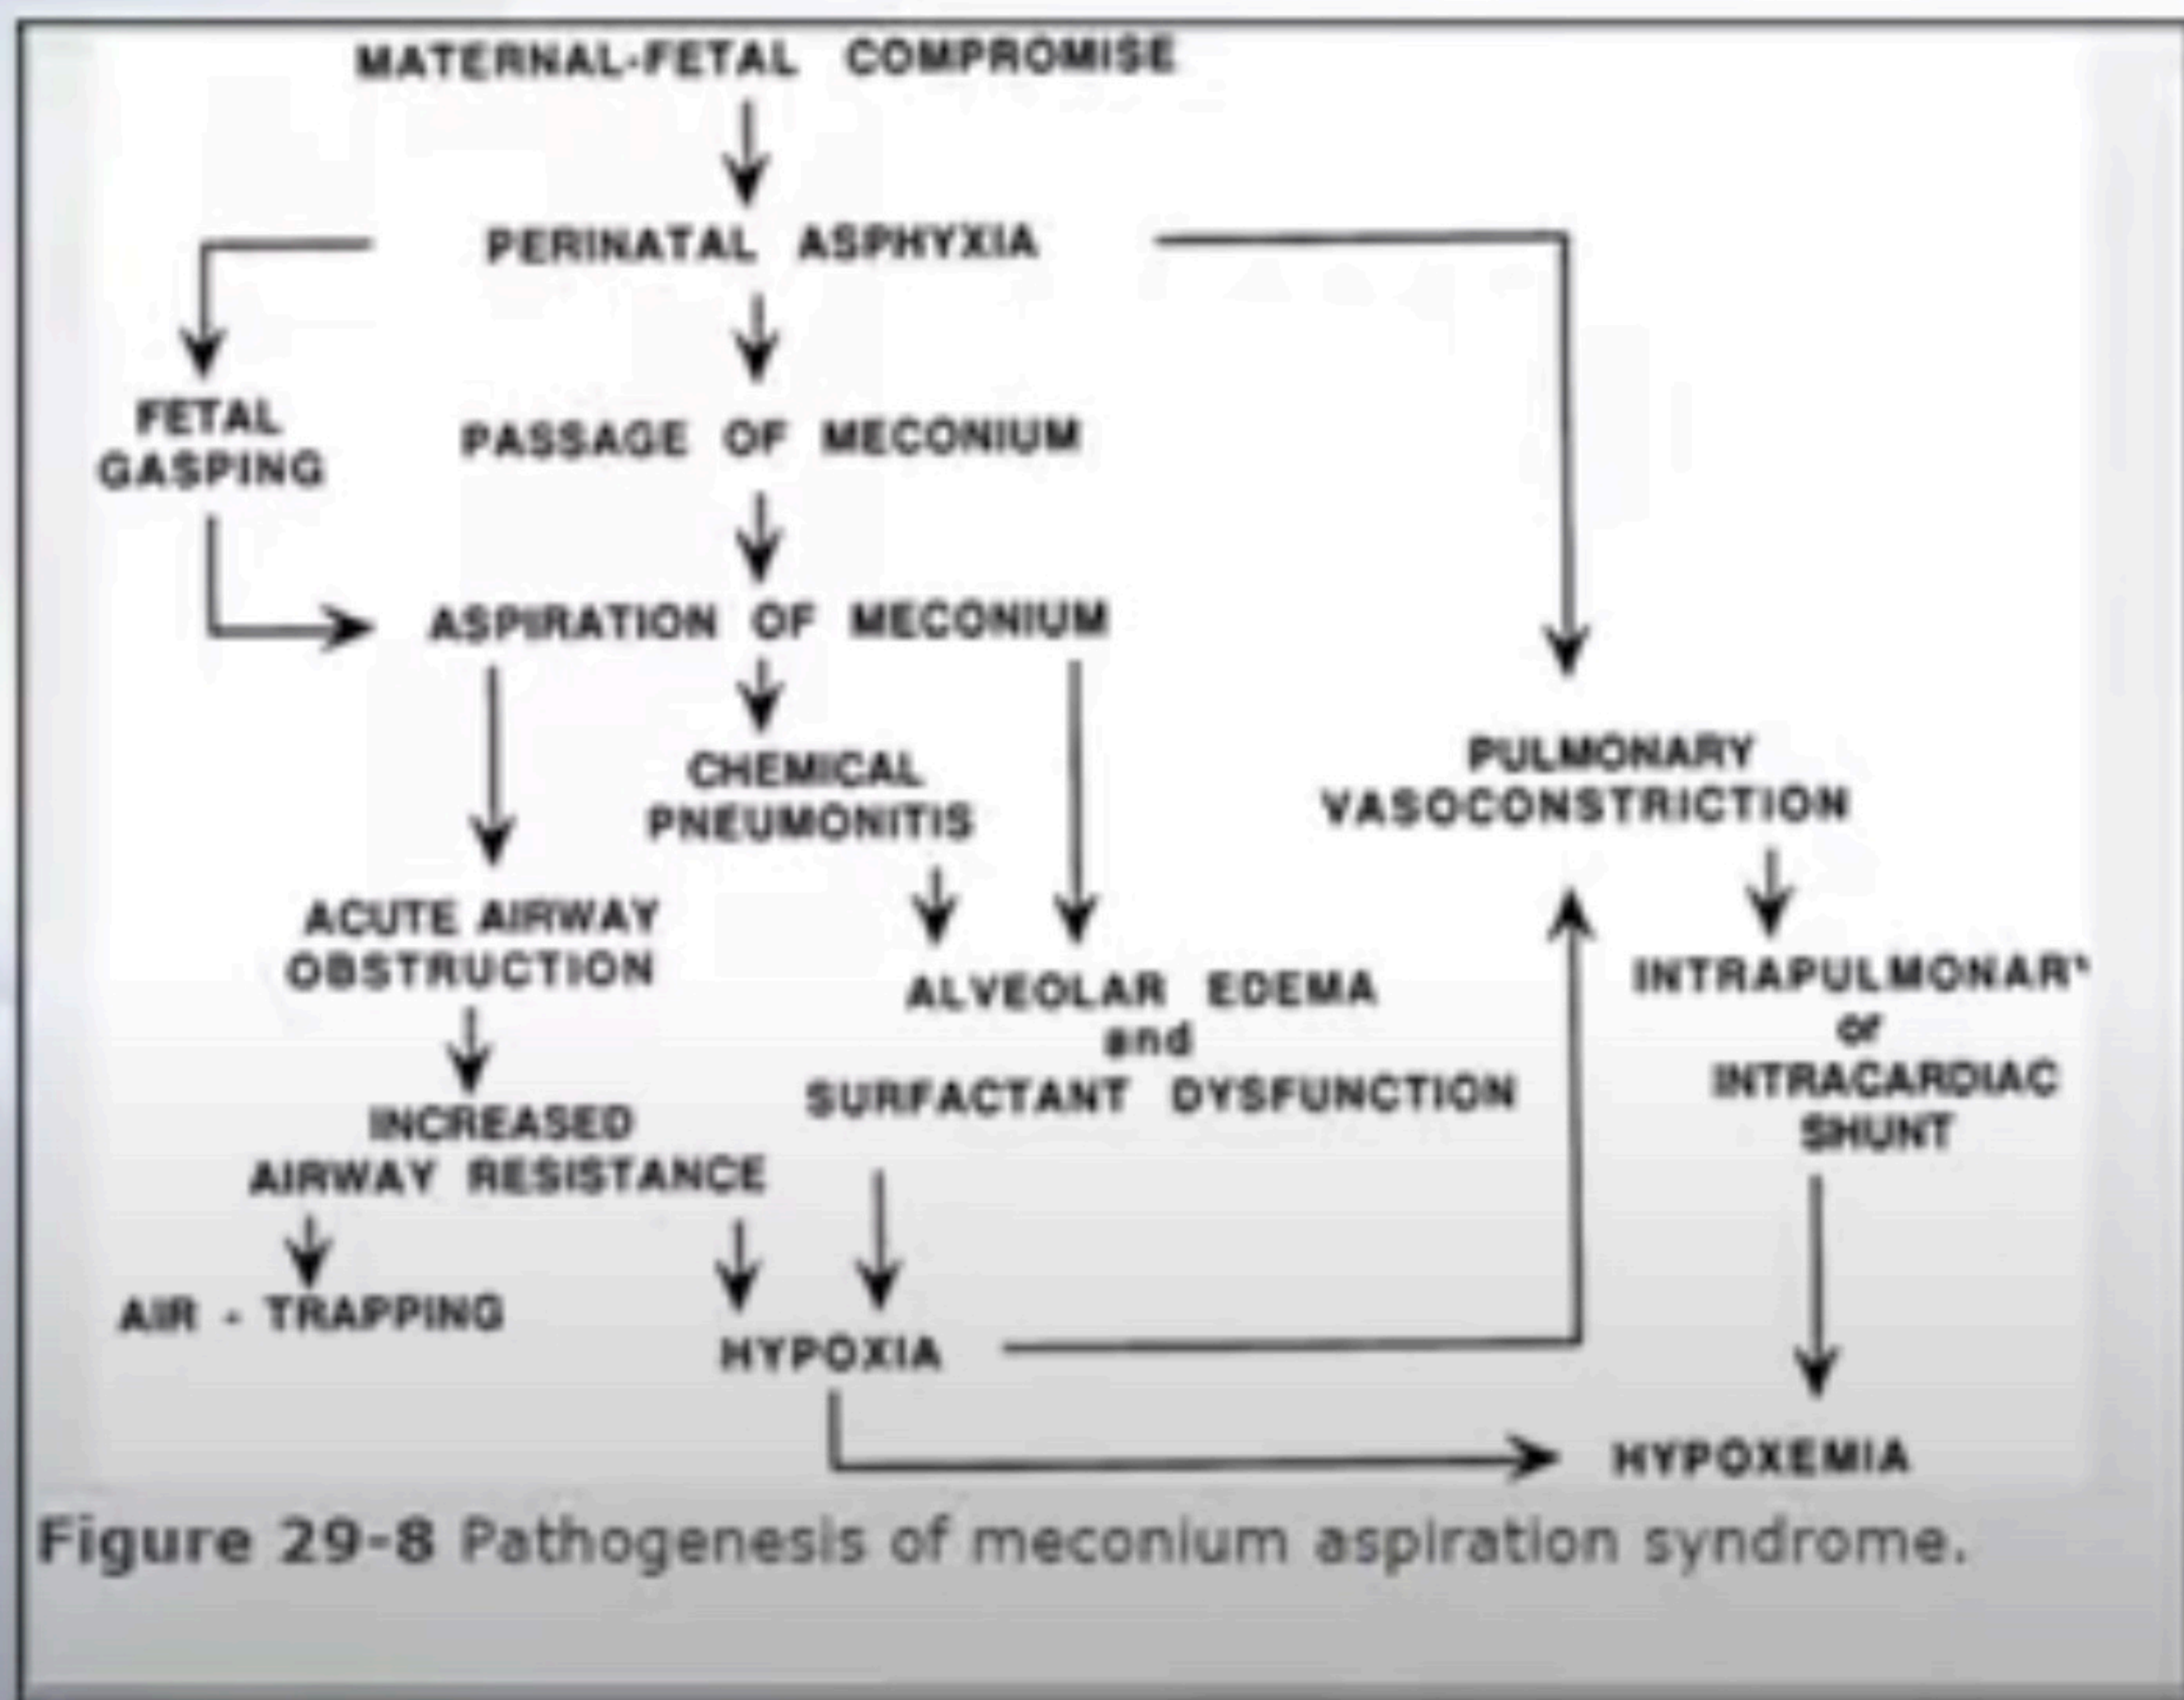 MATERNAL-FETAL COMPROMISE
PERINATAL ASPHYXIA
FETAL
GASPING
PASSAGE OF MECONIUM
ASPIRATION OF MECONIUM
CHEMICAL
PNEUMONITIS
PULMONARY
VASOCONSTRICTION
ACUTE AIRWAY
OBSTRUCTION
ALVEOLAR EDEMA
and
SURFACTANT DYSFUNCTION
INTRAPULMONAR
or
INTRACARDIAC
SHUNT
INCREASED
AIRWAY RESISTANCE
AIR - TRAPPING
HYPOXIA
HYPOXEMIA
Figure 29-8 Pathogenesis of meconium aspiration syndrome.